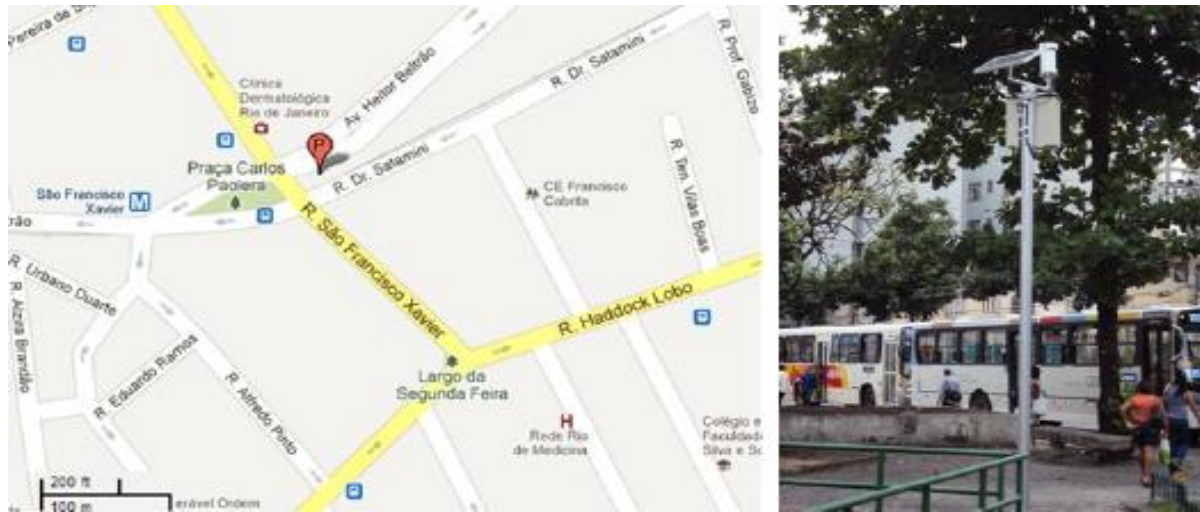 Pereira de
Clínica
Dermatológica
Rio de Janeiro
Av. Heitor Beltrão
R. Dr. Satamini
R. Prof. Gabizo
P
Praça Carlos
Paolera
R. Dr. Satamini
São Francisco
Xavier
M
CE Francisco
Cabrita
R. Ten. Vilas Boas
rão
R. São Francisco Xavier
R. Urbano Duarte
R. Alzira Brandão
R. Haddock Lobo
R. Eduardo Ramos
R. Alfredo Pinto
Largo da
Segunda Feira
H
Rede Rio
de Medicina
Colégio e
Faculdad
Silva e So
200 ft
100 m
erável Ordem